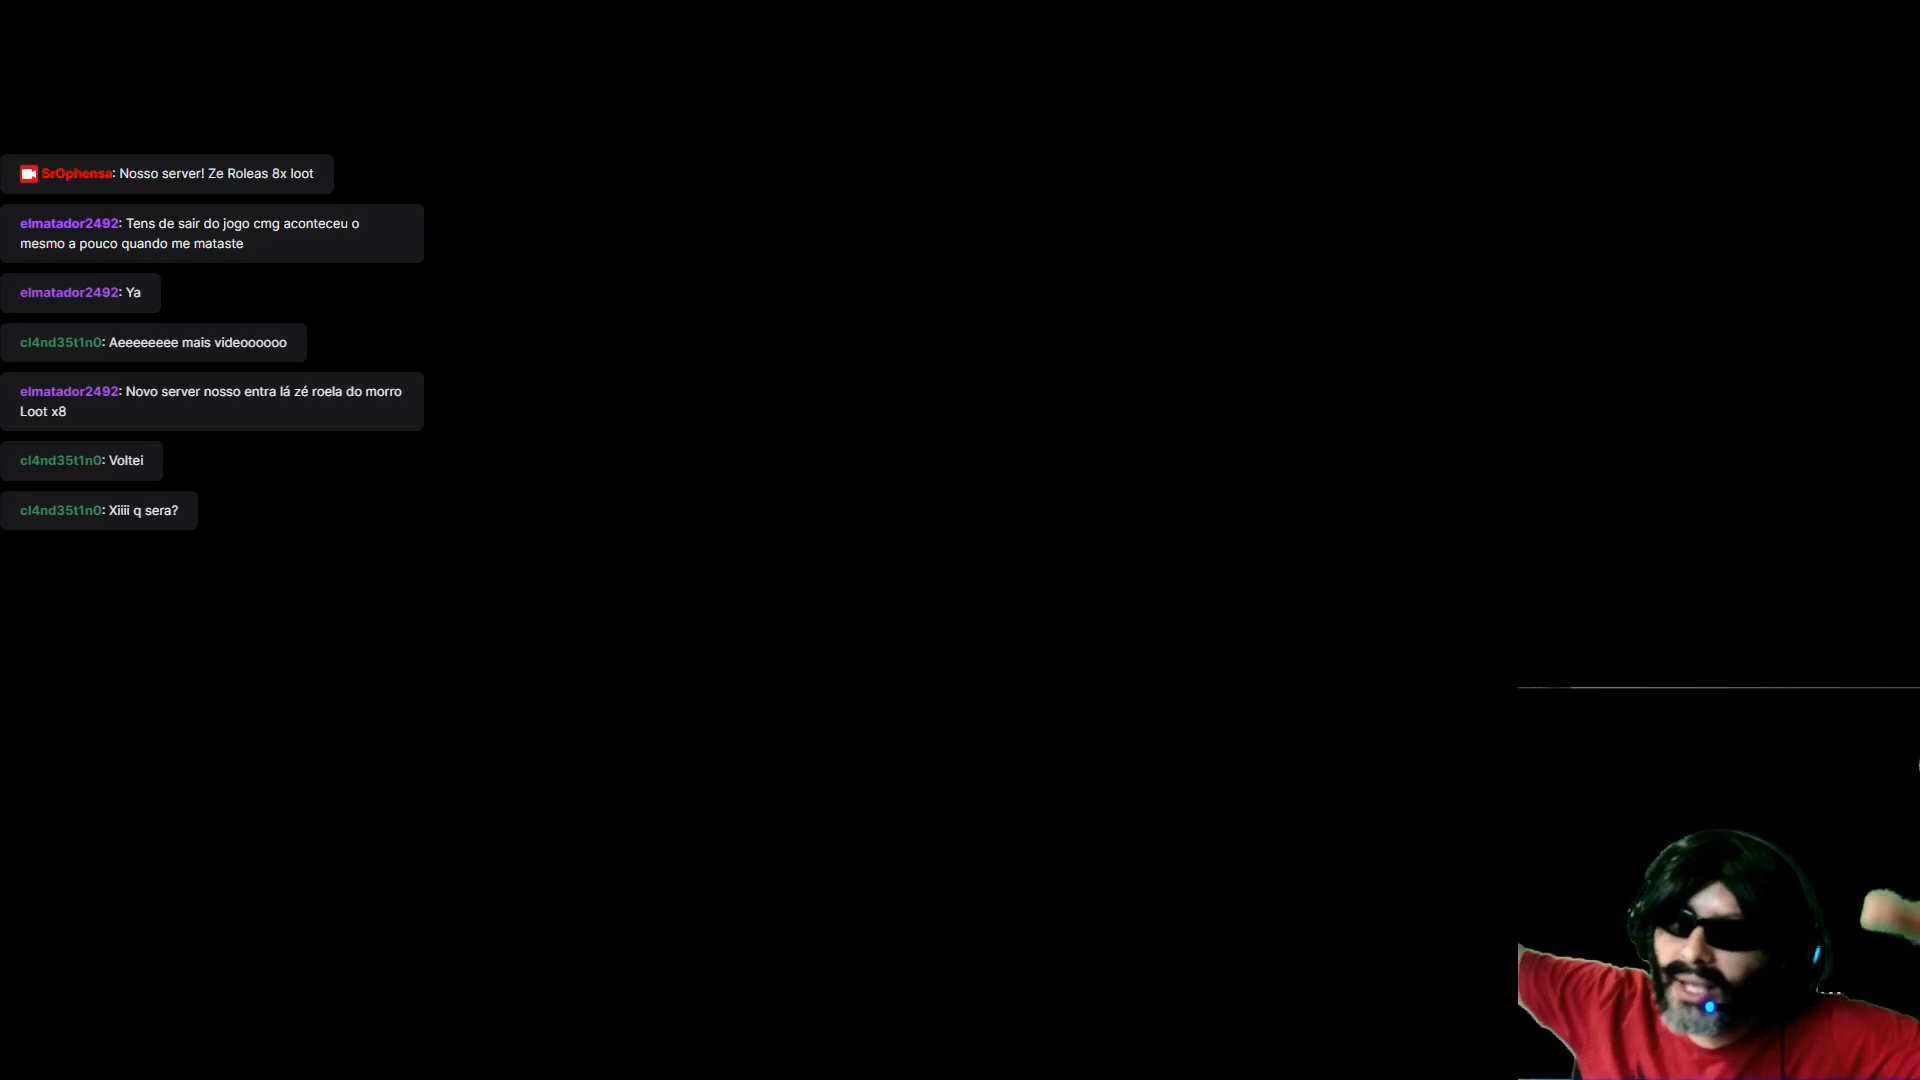 SrOphensa: Nosso server! Ze Roleas 8x loot
elmatador2492: Tens de sair do jogo cmg aconteceu o
mesmo a pouco quando me mataste
elmatador2492: Ya
cl4nd35t1n0: Aeeeeeeee mais videoooooo
elmatador2492: Novo server nosso entra lá zé roela do morro
Loot x8
cl4nd35t1n0: Voltei
cl4nd35t1n0: Xiiii q sera?